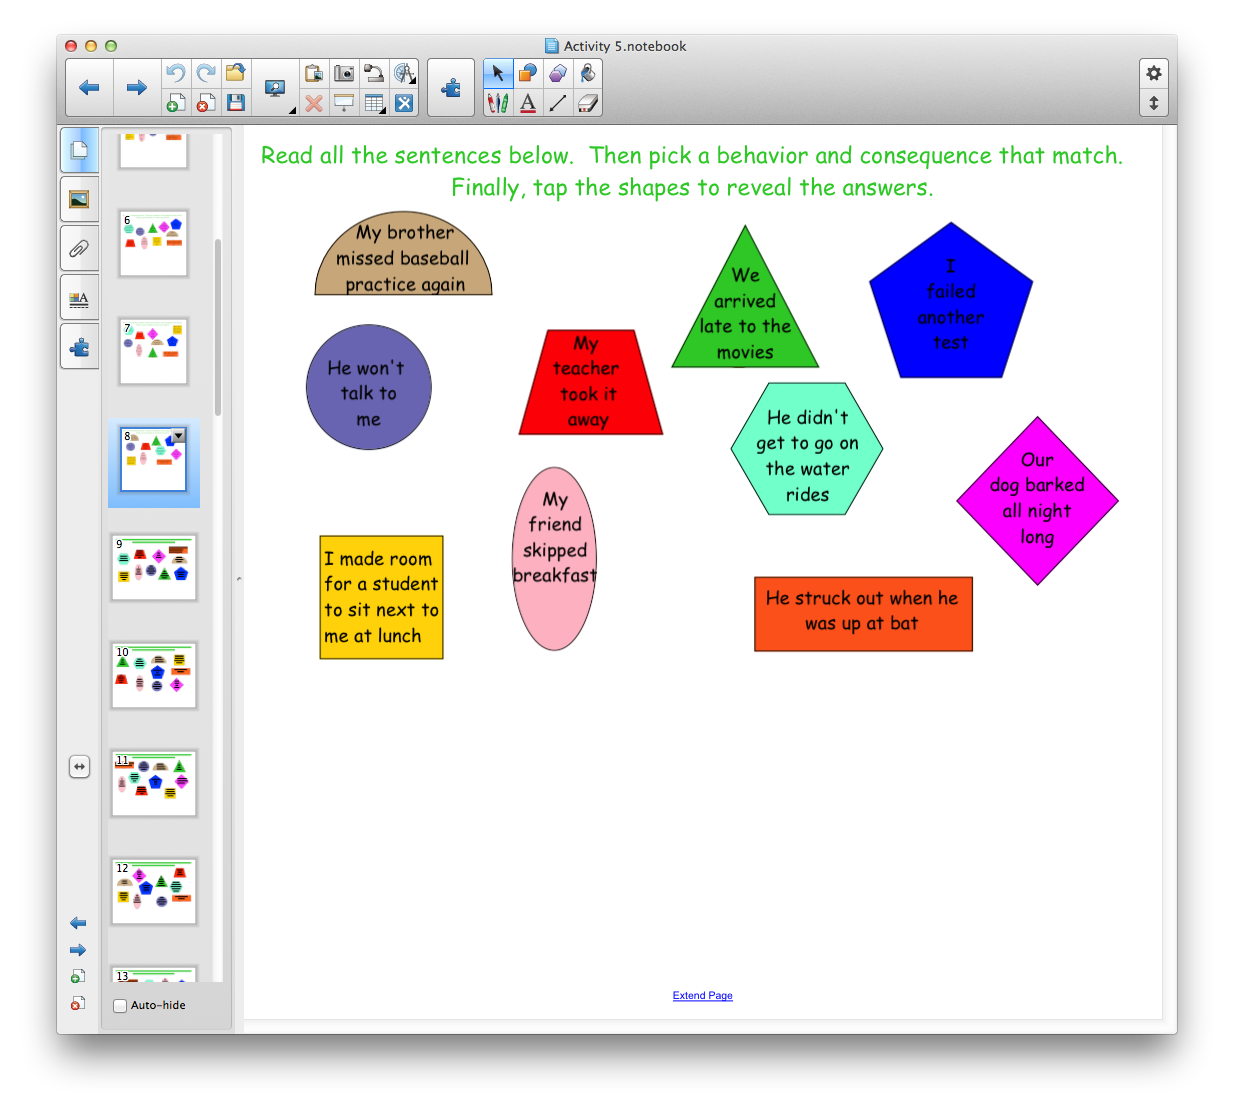 Activity 5.notebook
Read all the sentences below.  Then pick a behavior and consequence that match.
Finally, tap the shapes to reveal the answers.
My brother
missed baseball
practice again
We
arrived
late to the
movies
I
failed
another
test
He won't
talk to
me
My
teacher
took it
away
He didn't
get to go on
the water
rides
Our
dog barked
all night
long
My
friend
skipped
breakfast
I made room
for a student
to sit next to
me at lunch
He struck out when he
was up at bat
6
7
8
9
10
11
12
13
Auto-hide
Extend Page